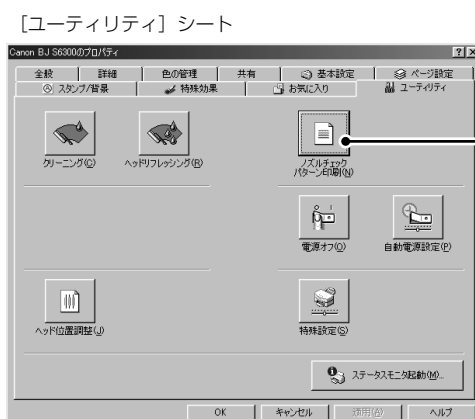 ［ユーティリティ］シート
Canon BJ S6300のプロパティ
全般 詳細 色の管理 共有 基本設定 ページ設定
スタンプ/背景 特殊効果 お気に入り ユーティリティ
クリーニング(C) ヘッドリフレッシング(R) ノズルチェック
パターン印刷(N)
電源オフ(O) 自動電源設定(P)
ヘッド位置調整(J) 特殊設定(S)
ステータスモニタ起動(M)...
OK キャンセル 適用(A) ヘルプ